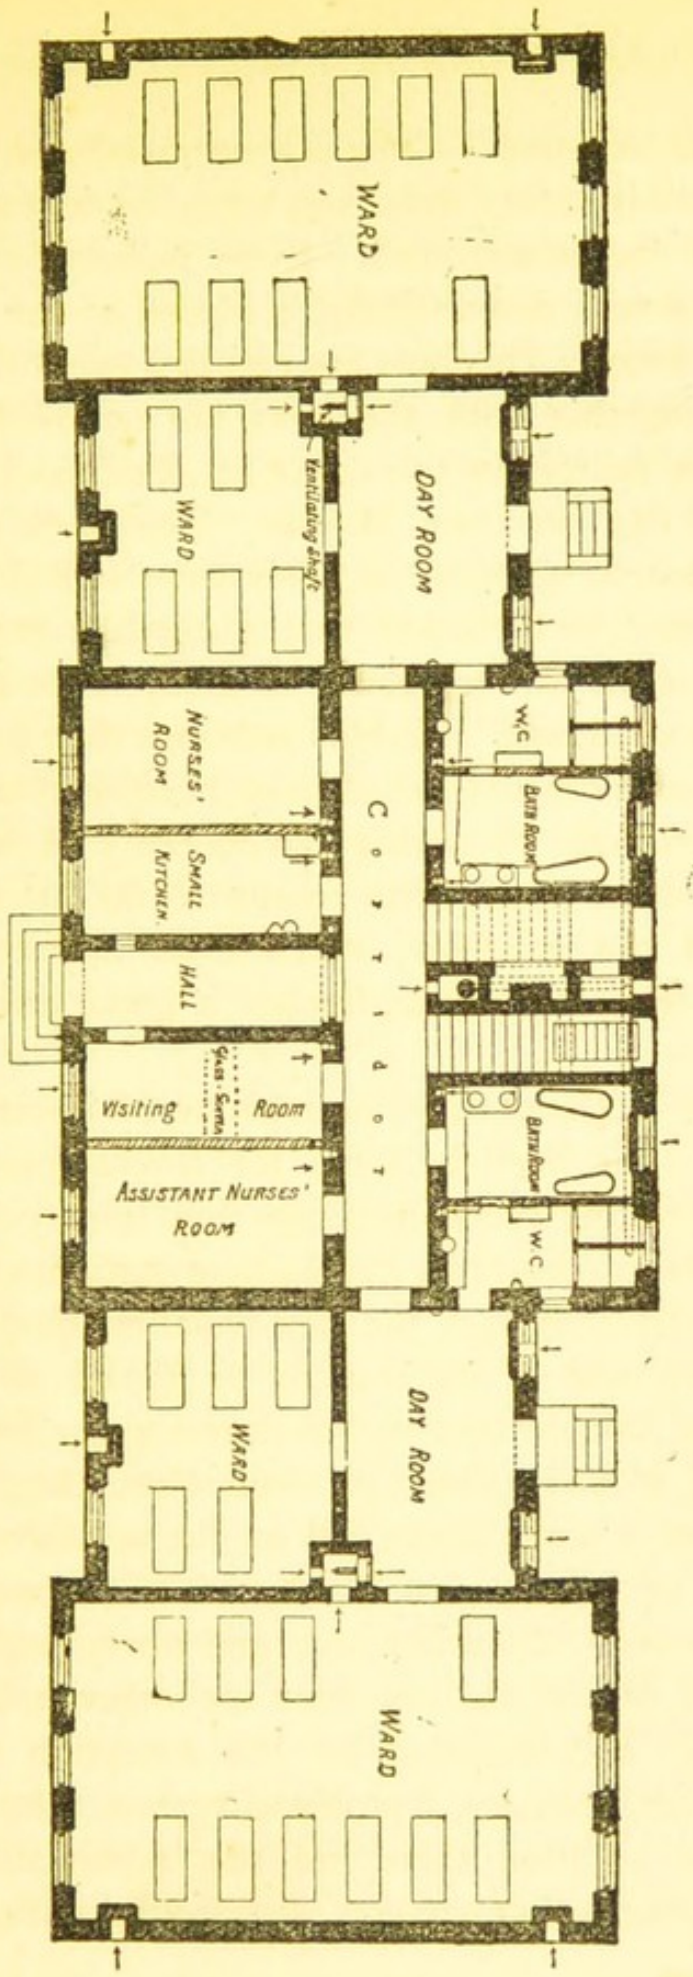 WARD
WARD
Ventilating Shaft
DAY ROOM
NURSES'
ROOM
W.C
BATH ROOM
SMALL
KITCHEN.
Corridor
HALL
Visiting Room
Glass-Screen
BATH ROOM
ASSISTANT NURSES'
ROOM
W.C
WARD
DAY ROOM
WARD